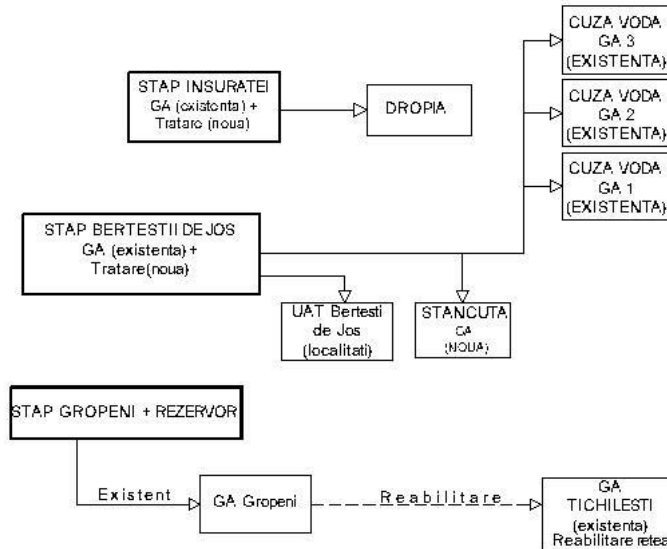 CUZA VODA
GA 3
(EXISTENTA)
STAP INSURATEI
GA (existenta) +
Tratare (noua)
DROPIA
CUZA VODA
GA 2
(EXISTENTA)
CUZA VODA
GA 1
(EXISTENTA)
STAP BERTESTII DE JOS
GA (existenta) +
Tratare(noua)
UAT Bertesti
de Jos
(localitati)
STANCUTA
GA
(NOUA)
STAP GROPENI + REZERVOR
Existent
GA Gropeni
Reabilitare
GA
TICHILESTI
(existenta)
Reabilitare retea